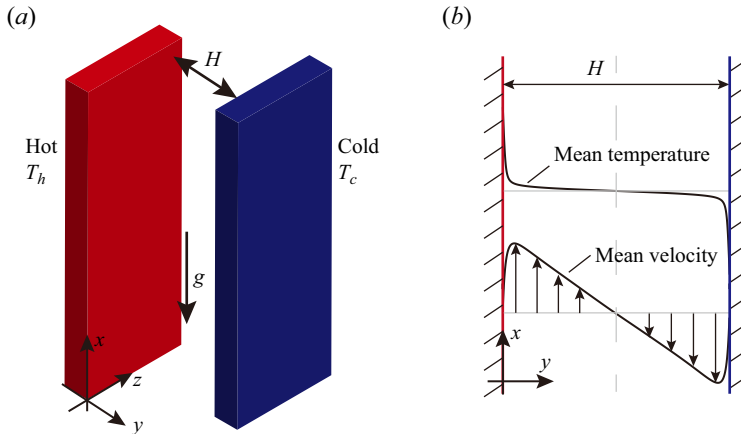 (a)
H
Hot
T_h
Cold
T_c
g
x
z
y
(b)
H
Mean temperature
Mean velocity
x
y